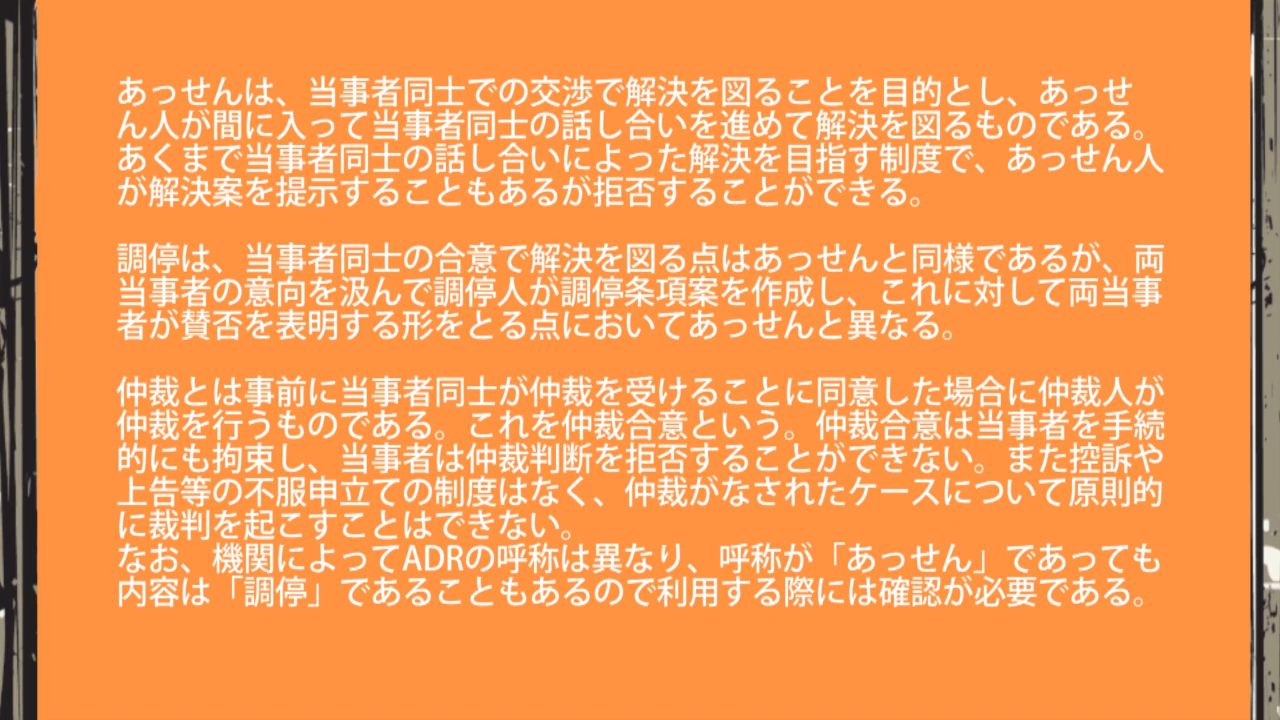 あっせんは、当事者同士での交渉で解決を図ることを目的とし、あっせ
ん人が間に入って当事者同士の話し合いを進めて解決を図るものである。
あくまで当事者同士の話し合いによった解決を目指す制度で、あっせん人
が解決案を提示することもあるが拒否することができる。
調停は、当事者同士の合意で解決を図る点はあっせんと同様であるが、両
当事者の意向を汲んで調停人が調停条項案を作成し、これに対して両当事
者が賛否を表明する形をとる点においてあっせんと異なる。
仲裁とは事前に当事者同士が仲裁を受けることに同意した場合に仲裁人が
仲裁を行うものである。これを仲裁合意という。仲裁合意は当事者を手続
的にも拘束し、当事者は仲裁判断を拒否することができない。また控訴や
上告等の不服申立ての制度はなく、仲裁がなされたケースについて原則的
に裁判を起こすことはできない。
なお、機関によってADRの呼称は異なり、呼称が「あっせん」であっても
内容は「調停」であることもあるので利用する際には確認が必要である。